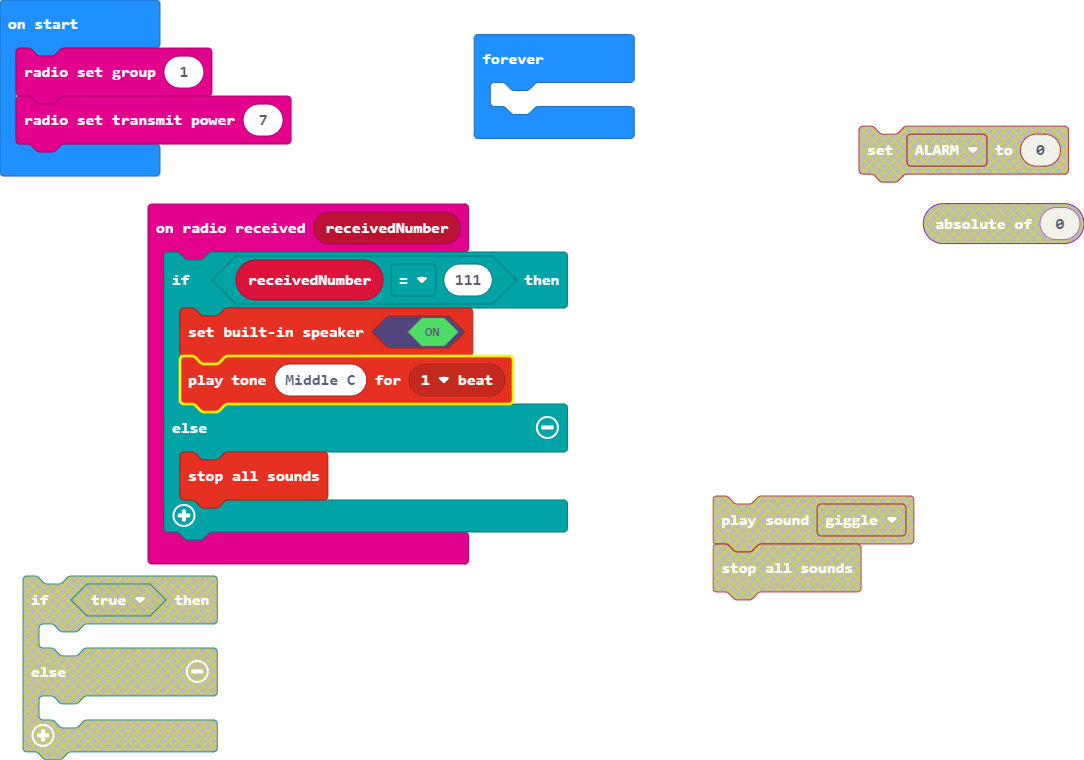 on start
radio set group 1
radio set transmit power 7
forever
set ALARM to 0
absolute of 0
on radio received receivedNumber
if receivedNumber = 111 then
set built-in speaker ON
play tone Middle C for 1 beat
else
stop all sounds
play sound giggle
stop all sounds
if true then
else